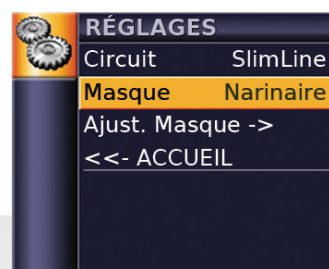 RÉGLAGES
Circuit SlimLine
Masque Narinaire
Ajust. Masque ->
<<- ACCUEIL